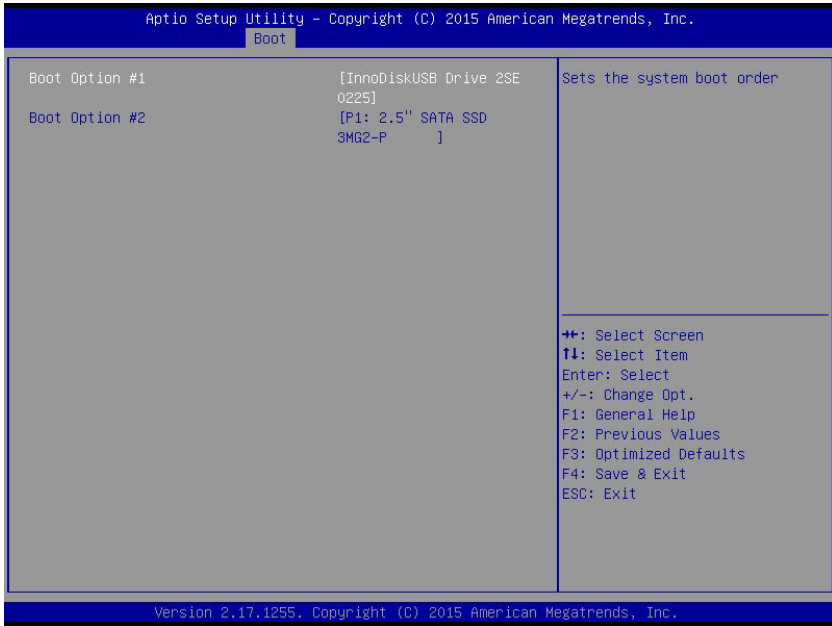 Aptio Setup Utility – Copyright (C) 2015 American Megatrends, Inc.
Boot
Boot Option #1 [InnoDiskUSB Drive 2SE
0225]
Boot Option #2 [P1: 2.5" SATA SSD
3MG2-P ]
Sets the system boot order
→←: Select Screen
↑↓: Select Item
Enter: Select
+/-: Change Opt.
F1: General Help
F2: Previous Values
F3: Optimized Defaults
F4: Save & Exit
ESC: Exit
Version 2.17.1255. Copyright (C) 2015 American Megatrends, Inc.